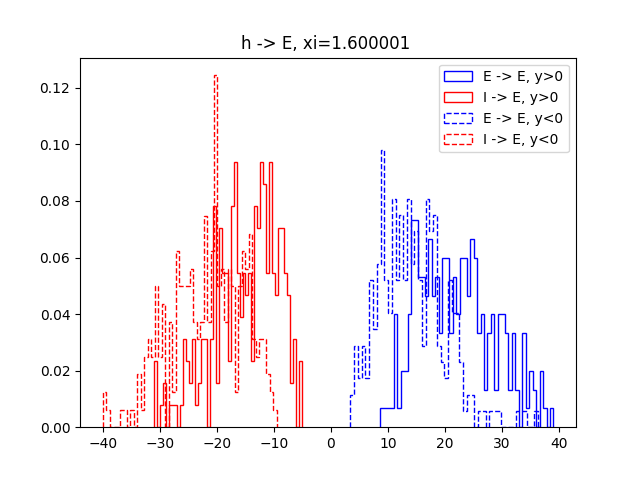 h -> E, xi=1.600001
E -> E, y>0
I -> E, y>0
E -> E, y<0
I -> E, y<0
0.12
0.10
0.08
0.06
0.04
0.02
0.00
−40 −30 −20 −10 0 10 20 30 40